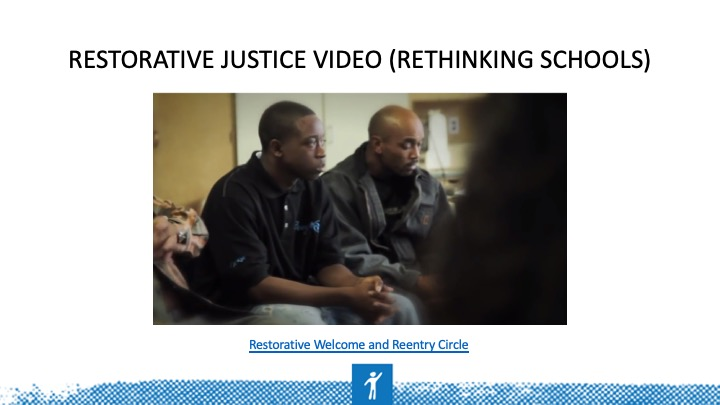 RESTORATIVE JUSTICE VIDEO (RETHINKING SCHOOLS)
Restorative Welcome and Reentry Circle